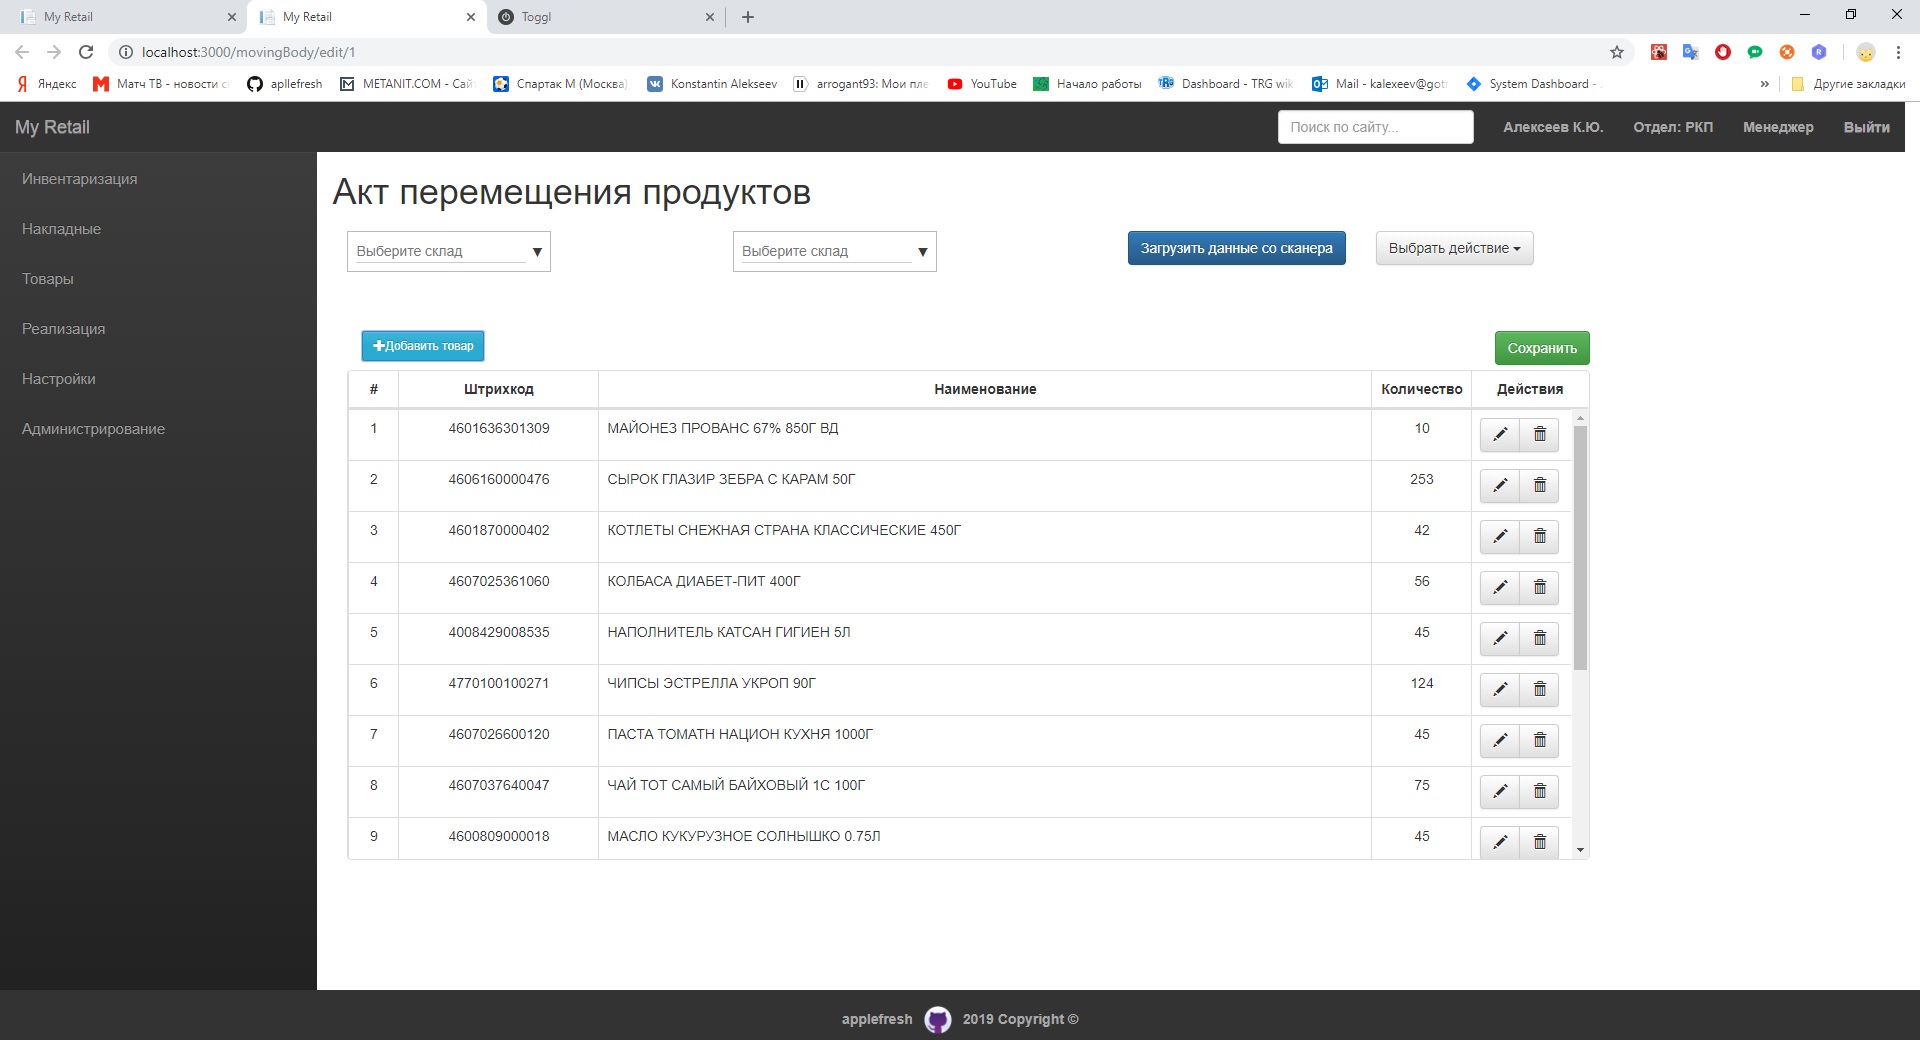 My Retail
My Retail
Toggl
localhost:3000/movingBody/edit/1
Яндекс
Матч ТВ - новости с
apllefresh
METANIT.COM - Сай
Спартак М (Москва)
Konstantin Alekseev
arrogant93: Мои пле
YouTube
Начало работы
Dashboard - TRG wik
Mail - kalexeev@got
System Dashboard -
»
Другие закладки
My Retail
Поиск по сайту...
Алексеев К.Ю.
Отдел: РКП
Менеджер
Выйти
Инвентаризация
Накладные
Товары
Реализация
Настройки
Администрирование
Акт перемещения продуктов
Выберите склад
Выберите склад
Загрузить данные со сканера
Выбрать действие
Добавить товар
Сохранить
# Штрихкод Наименование Количество Действия
1 4601636301309 МАЙОНЕЗ ПРОВАНС 67% 850Г ВД 10
2 4606160000476 СЫРОК ГЛАЗИР ЗЕБРА С КАРАМ 50Г 253
3 4601870000402 КОТЛЕТЫ СНЕЖНАЯ СТРАНА КЛАССИЧЕСКИЕ 450Г 42
4 4607025361060 КОЛБАСА ДИАБЕТ-ПИТ 400Г 56
5 4008429008535 НАПОЛНИТЕЛЬ КАТСАН ГИГИЕН 5Л 45
6 4770100100271 ЧИПСЫ ЭСТРЕЛЛА УКРОП 90Г 124
7 4607026600120 ПАСТА ТОМАТН НАЦИОН КУХНЯ 1000Г 45
8 4607037640047 ЧАЙ ТОТ САМЫЙ БАЙХОВЫЙ 1С 100Г 75
9 4600809000018 МАСЛО КУКУРУЗНОЕ СОЛНЫШКО 0.75Л 45
applefresh 2019 Copyright ©